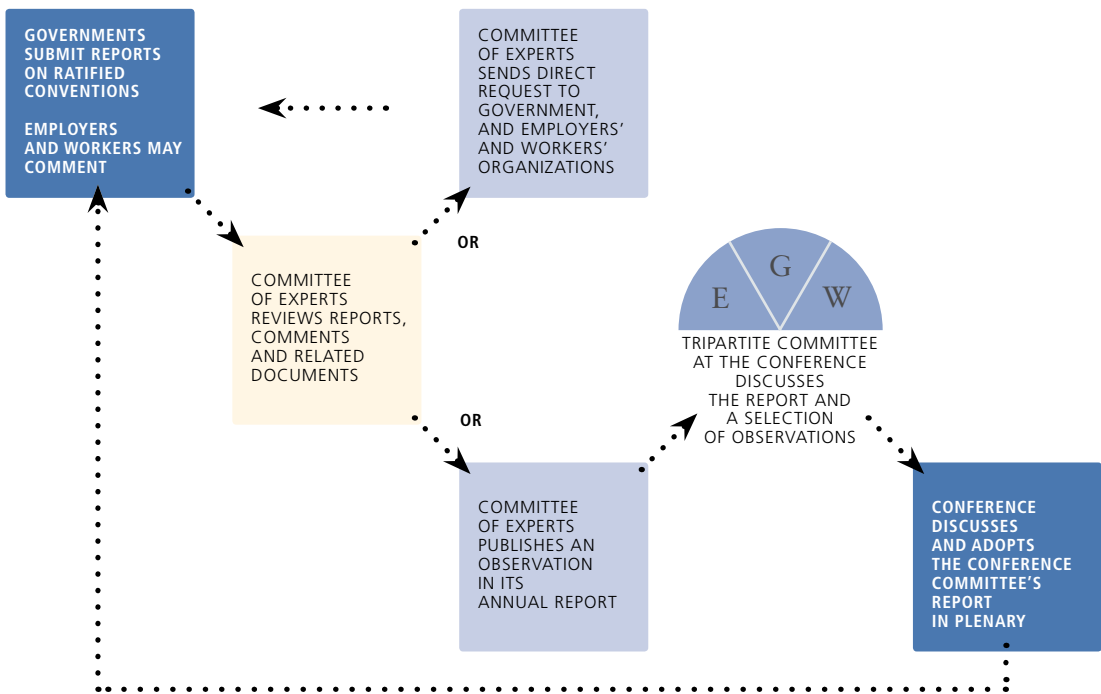 GOVERNMENTS
SUBMIT REPORTS
ON RATIFIED
CONVENTIONS
EMPLOYERS
AND WORKERS MAY
COMMENT
COMMITTEE
OF EXPERTS
SENDS DIRECT
REQUEST TO
GOVERNMENT,
AND EMPLOYERS’
AND WORKERS’
ORGANIZATIONS
OR
COMMITTEE
OF EXPERTS
REVIEWS REPORTS,
COMMENTS
AND RELATED
DOCUMENTS
OR
COMMITTEE
OF EXPERTS
PUBLISHES AN
OBSERVATION
IN ITS
ANNUAL REPORT
E
G
W
TRIPARTITE COMMITTEE
AT THE CONFERENCE
DISCUSSES
THE REPORT AND
A SELECTION
OF OBSERVATIONS
CONFERENCE
DISCUSSES
AND ADOPTS
THE CONFERENCE
COMMITTEE’S
REPORT
IN PLENARY